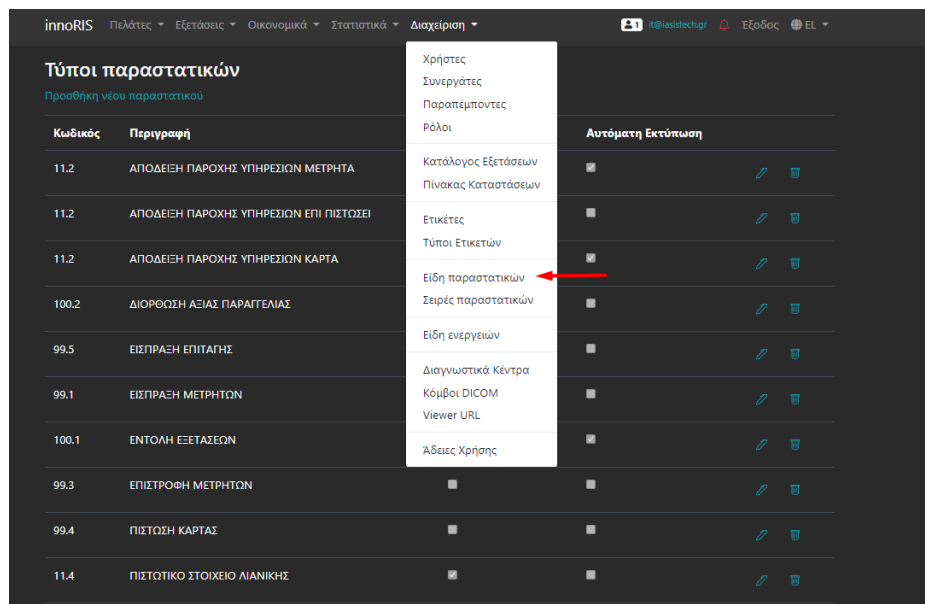 innoRIS Πελάτες Εξετάσεις Οικονομικά Στατιστικά Διαχείριση 1 it@iasistech.gr Έξοδος EL
Τύποι παραστατικών
Προσθήκη νέου παραστατικού
Κωδικός Περιγραφή Αυτόματη Εκτύπωση
11.2 ΑΠΟΔΕΙΞΗ ΠΑΡΟΧΗΣ ΥΠΗΡΕΣΙΩΝ ΜΕΤΡΗΤΑ
11.2 ΑΠΟΔΕΙΞΗ ΠΑΡΟΧΗΣ ΥΠΗΡΕΣΙΩΝ ΕΠΙ ΠΙΣΤΩΣΕΙ
11.2 ΑΠΟΔΕΙΞΗ ΠΑΡΟΧΗΣ ΥΠΗΡΕΣΙΩΝ ΚΑΡΤΑ
100.2 ΔΙΟΡΘΩΣΗ ΑΞΙΑΣ ΠΑΡΑΓΓΕΛΙΑΣ
99.5 ΕΙΣΠΡΑΞΗ ΕΠΙΤΑΓΗΣ
99.1 ΕΙΣΠΡΑΞΗ ΜΕΤΡΗΤΩΝ
100.1 ΕΝΤΟΛΗ ΕΞΕΤΑΣΕΩΝ
99.3 ΕΠΙΣΤΡΟΦΗ ΜΕΤΡΗΤΩΝ
99.4 ΠΙΣΤΩΣΗ ΚΑΡΤΑΣ
11.4 ΠΙΣΤΩΤΙΚΟ ΣΤΟΙΧΕΙΟ ΛΙΑΝΙΚΗΣ
Χρήστες
Συνεργάτες
Παραπέμποντες
Ρόλοι
Κατάλογος Εξετάσεων
Πίνακας Καταστάσεων
Ετικέτες
Τύποι Ετικετών
Είδη παραστατικών
Σειρές παραστατικών
Είδη ενεργειών
Διαγνωστικά Κέντρα
Κόμβοι DICOM
Viewer URL
Άδειες Χρήσης